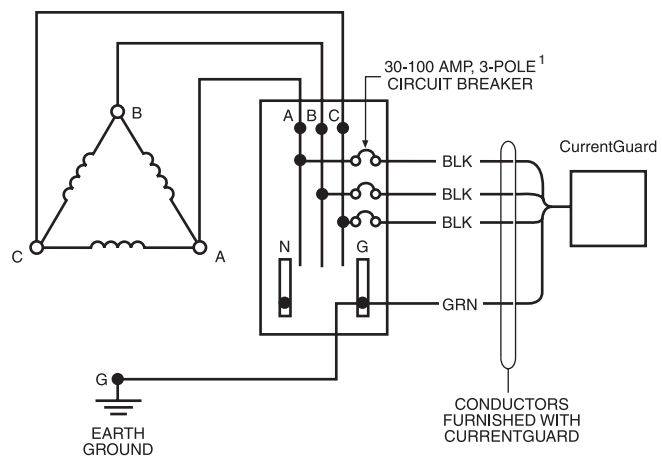 30-100 AMP, 3-POLE¹
CIRCUIT BREAKER
B
A
B
C
CurrentGuard
BLK
BLK
BLK
C
A
N
G
GRN
G
EARTH
GROUND
CONDUCTORS
FURNISHED WITH
CURRENTGUARD